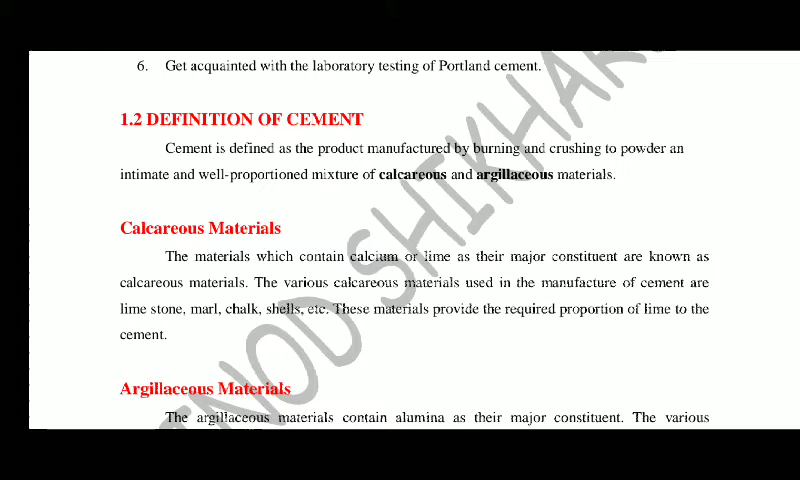 6. Get acquainted with the laboratory testing of Portland cement.
1.2 DEFINITION OF CEMENT
Cement is defined as the product manufactured by burning and crushing to powder an
intimate and well-proportioned mixture of calcareous and argillaceous materials.
Calcareous Materials
The materials which contain calcium or lime as their major constituent are known as
calcareous materials. The various calcareous materials used in the manufacture of cement are
lime stone, marl, chalk, shells, etc. These materials provide the required proportion of lime to the
cement.
Argillaceous Materials
The argillaceous materials contain alumina as their major constituent. The various